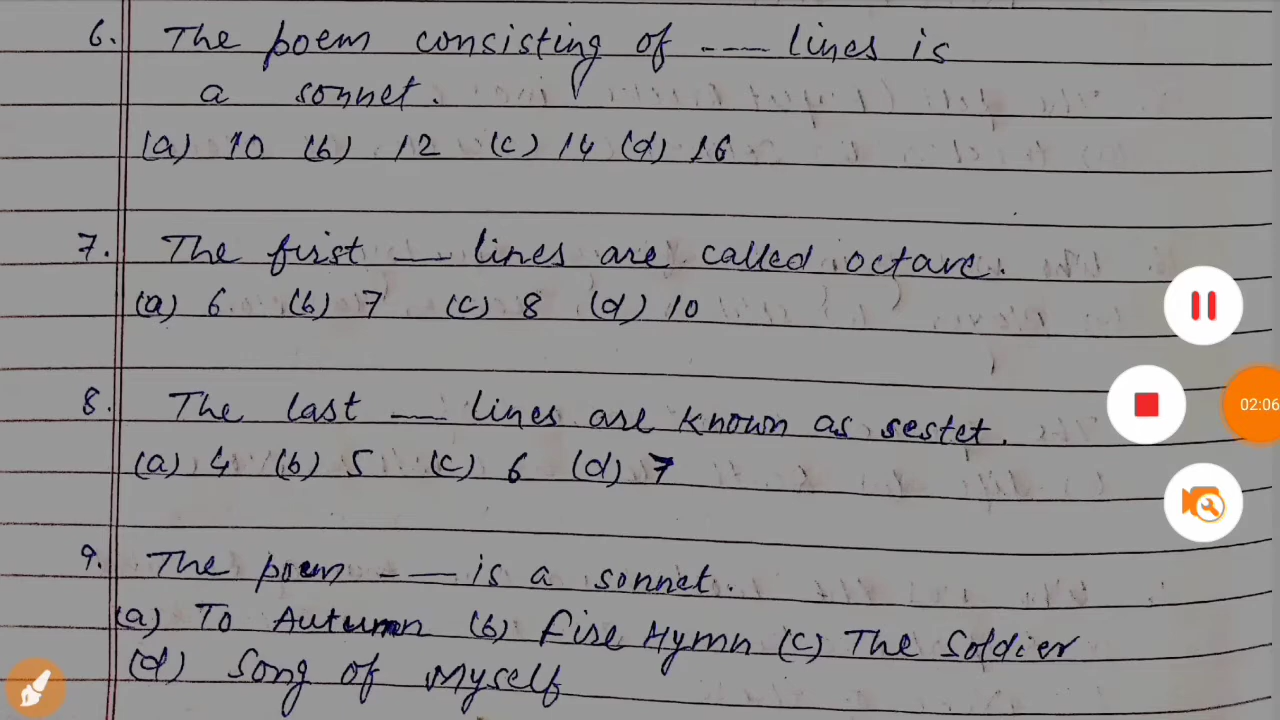 6. The poem consisting of --- lines is
a sonnet.
(a) 10 (b) 12 (c) 14 (d) 16
7. The first — lines are called octave.
(a) 6 (b) 7 (c) 8 (d) 10
8. The last — lines are known as sestet.
(a) 4 (b) 5 (c) 6 (d) 7
9. The poem -- — is a sonnet.
(a) To Autumn (b) Fire Hymn (c) The Soldier
(d) Song of Myself
02:06